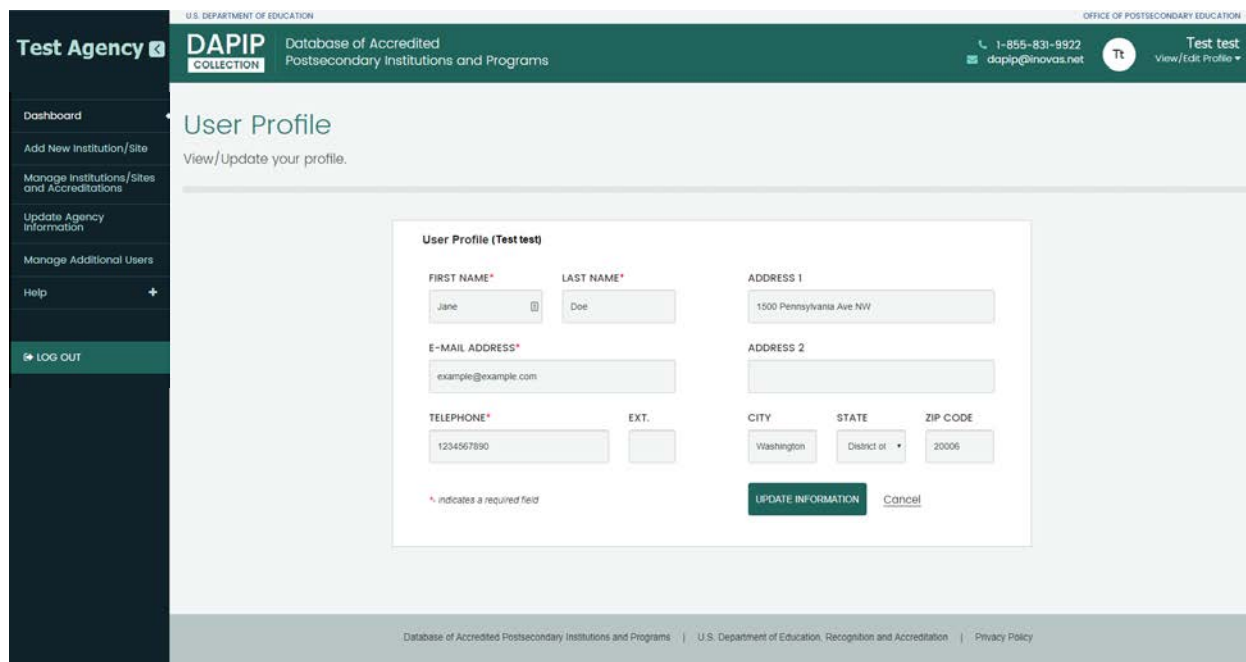 U.S. DEPARTMENT OF EDUCATION
OFFICE OF POSTSECONDARY EDUCATION
Test Agency
DAPIP
COLLECTION
Database of Accredited
Postsecondary Institutions and Programs
1-855-831-9922
dapip@inovas.net
Tt
Test test
View/Edit Profile
Dashboard
Add New Institution/Site
Manage Institutions/Sites
and Accreditations
Update Agency
Information
Manage Additional Users
Help +
LOG OUT
User Profile
View/Update your profile.
User Profile (Test test)
FIRST NAME* LAST NAME* ADDRESS 1
Jane Doe 1500 Pennsylvania Ave NW
E-MAIL ADDRESS* ADDRESS 2
example@example.com
TELEPHONE* EXT. CITY STATE ZIP CODE
1234567890 Washington District of 20006
* indicates a required field UPDATE INFORMATION Cancel
Database of Accredited Postsecondary Institutions and Programs | U.S. Department of Education, Recognition and Accreditation | Privacy Policy